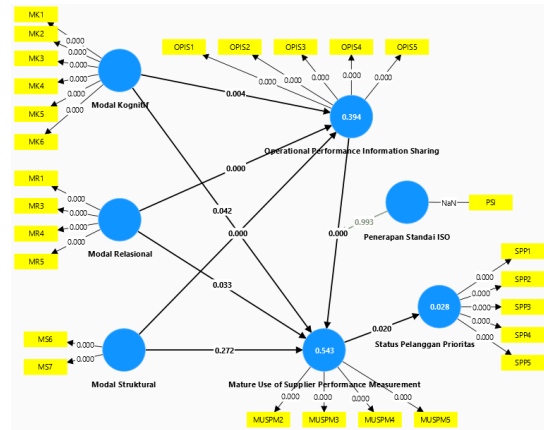 MK1
MK2
MK3
MK4
MK5
MK6
0.000
0.000
0.000
0.000
0.000
0.000
Modal Kognitif
OPIS1
OPIS2
OPIS3
OPIS4
OPIS5
0.000
0.000
0.000
0.000
0.000
0.394
Operational Performance Information Sharing
0.004
0.000
0.042
0.000
0.000
0.033
0.272
MR1
MR3
MR4
MR5
0.000
0.000
0.000
0.000
Modal Relasional
0.993
NaN
PSI
Penerapan Standai ISO
MS6
MS7
0.000
0.000
Modal Struktural
0.543
Mature Use of Supplier Performance Measurement
0.000
0.000
0.000
0.000
MUSPM2
MUSPM3
MUSPM4
MUSPM5
0.020
0.028
Status Pelanggan Prioritas
SPP1
SPP2
SPP3
SPP4
SPP5
0.000
0.000
0.000
0.000
0.000